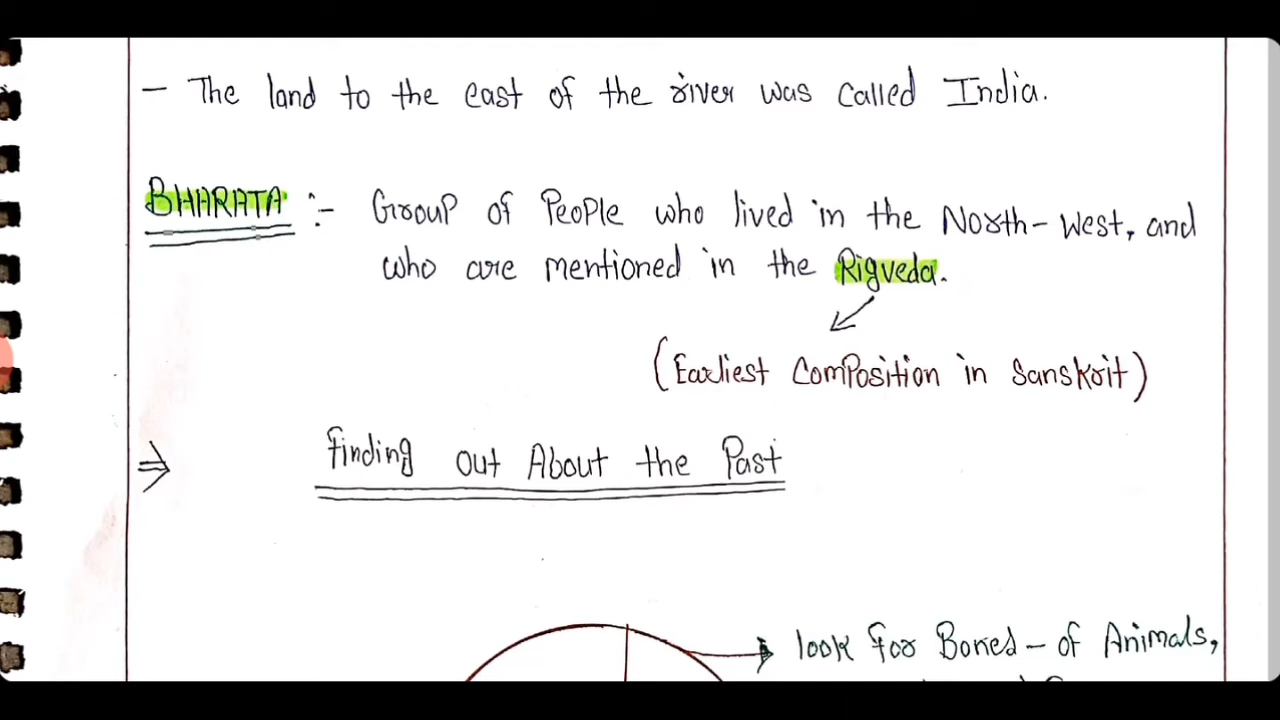 - The land to the east of the river was called India.
BHARATA :- Group of People who lived in the North-West, and
who are mentioned in the Rigveda.
(Earliest Composition in Sanskrit)
⇒ Finding out About the Past
look for Bones - of Animals,